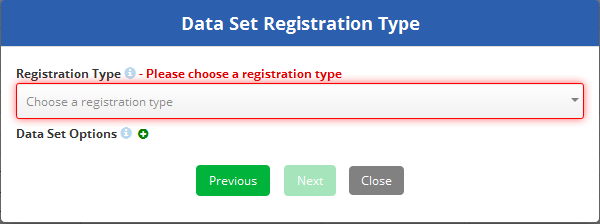 Data Set Registration Type
Registration Type - Please choose a registration type
Choose a registration type
Data Set Options
Previous Next Close